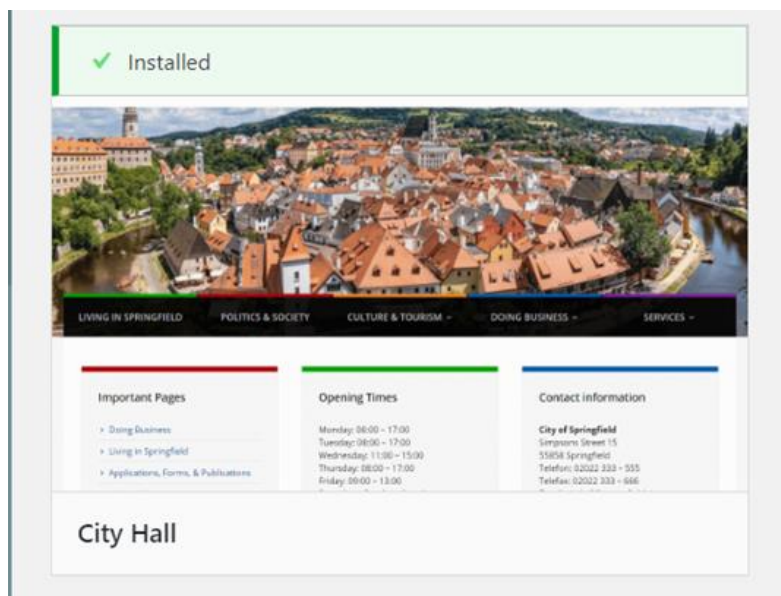 Installed
LIVING IN SPRINGFIELD POLITICS & SOCIETY CULTURE & TOURISM DOING BUSINESS SERVICES
Important Pages
Doing Business
Living in Springfield
Applications, Forms, & Publications
Opening Times
Monday: 08:00 – 17:00
Tuesday: 08:00 – 17:00
Wednesday: 11:00 – 15:00
Thursday: 08:00 – 17:00
Friday: 09:00 – 13:00
Contact information
City of Springfield
Simpsons Street 15
55858 Springfield
Telefon: 02022 333 – 555
Telefax: 02022 333 – 666
City Hall